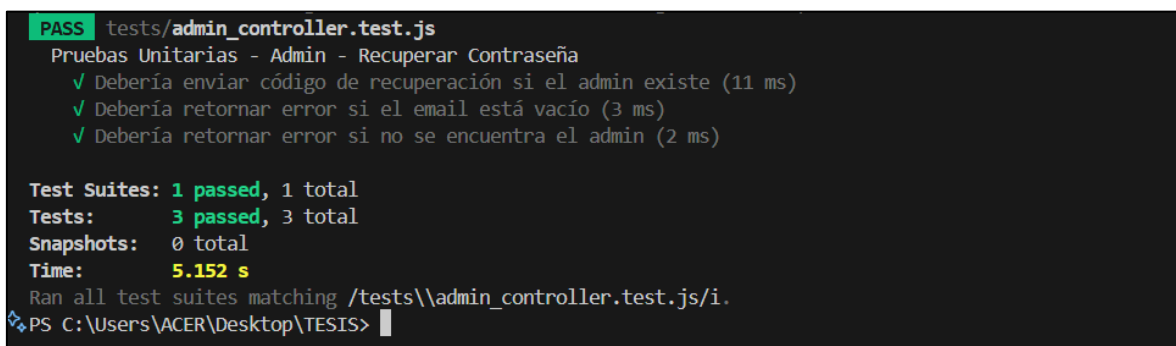 PASS tests/admin_controller.test.js
Pruebas Unitarias - Admin - Recuperar Contraseña
√ Debería enviar código de recuperación si el admin existe (11 ms)
√ Debería retornar error si el email está vacío (3 ms)
√ Debería retornar error si no se encuentra el admin (2 ms)
Test Suites: 1 passed, 1 total
Tests: 3 passed, 3 total
Snapshots: 0 total
Time: 5.152 s
Ran all test suites matching /tests\\admin_controller.test.js/i.
PS C:\Users\ACER\Desktop\TESIS>